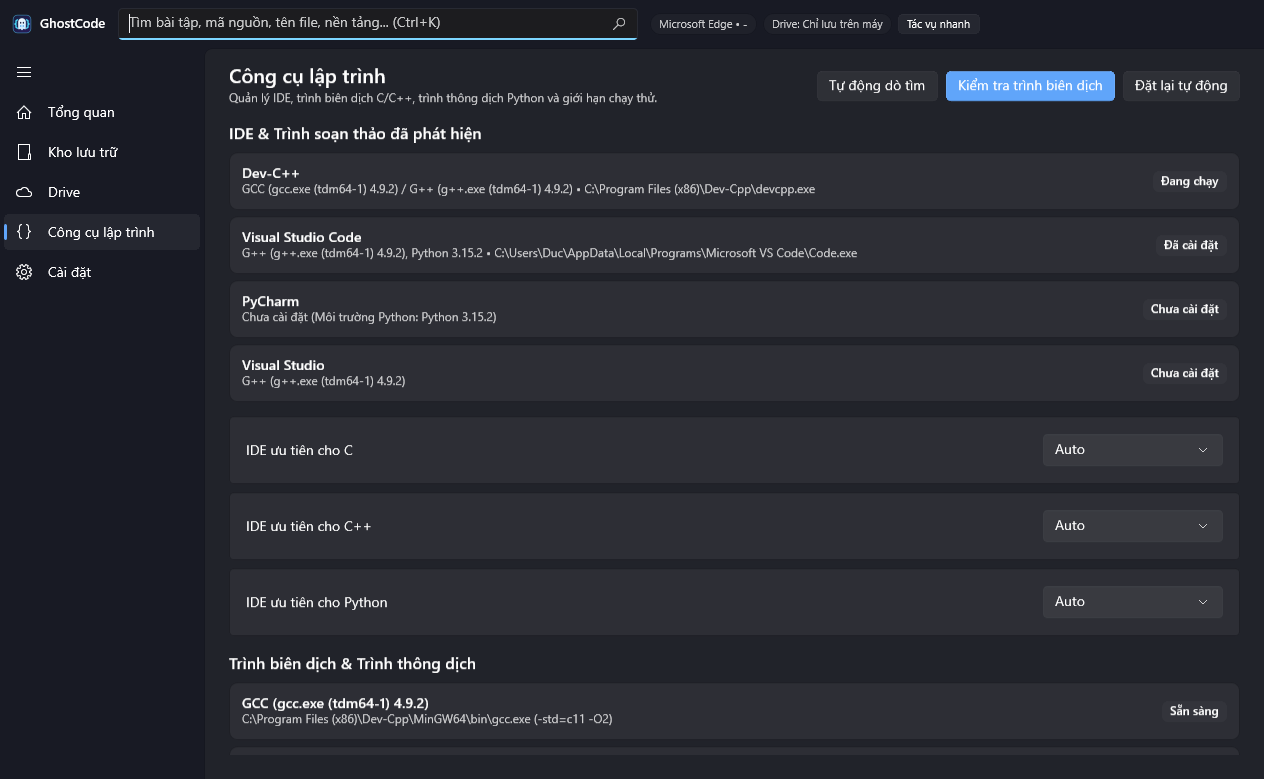 GhostCode
Tìm bài tập, mã nguồn, tên file, nền tảng... (Ctrl+K)
Microsoft Edge • -
Drive: Chỉ lưu trên máy
Tác vụ nhanh
Tổng quan
Kho lưu trữ
Drive
Công cụ lập trình
Cài đặt
Công cụ lập trình
Quản lý IDE, trình biên dịch C/C++, trình thông dịch Python và giới hạn chạy thử.
Tự động dò tìm
Kiểm tra trình biên dịch
Đặt lại tự động
IDE & Trình soạn thảo đã phát hiện
Dev-C++
GCC (gcc.exe (tdm64-1) 4.9.2) / G++ (g++.exe (tdm64-1) 4.9.2) • C:\Program Files (x86)\Dev-Cpp\devcpp.exe
Đang chạy
Visual Studio Code
G++ (g++.exe (tdm64-1) 4.9.2), Python 3.15.2 • C:\Users\Duc\AppData\Local\Programs\Microsoft VS Code\Code.exe
Đã cài đặt
PyCharm
Chưa cài đặt (Môi trường Python: Python 3.15.2)
Chưa cài đặt
Visual Studio
G++ (g++.exe (tdm64-1) 4.9.2)
Chưa cài đặt
IDE ưu tiên cho C
Auto
IDE ưu tiên cho C++
Auto
IDE ưu tiên cho Python
Auto
Trình biên dịch & Trình thông dịch
GCC (gcc.exe (tdm64-1) 4.9.2)
C:\Program Files (x86)\Dev-Cpp\MinGW64\bin\gcc.exe (-std=c11 -O2)
Sẵn sàng